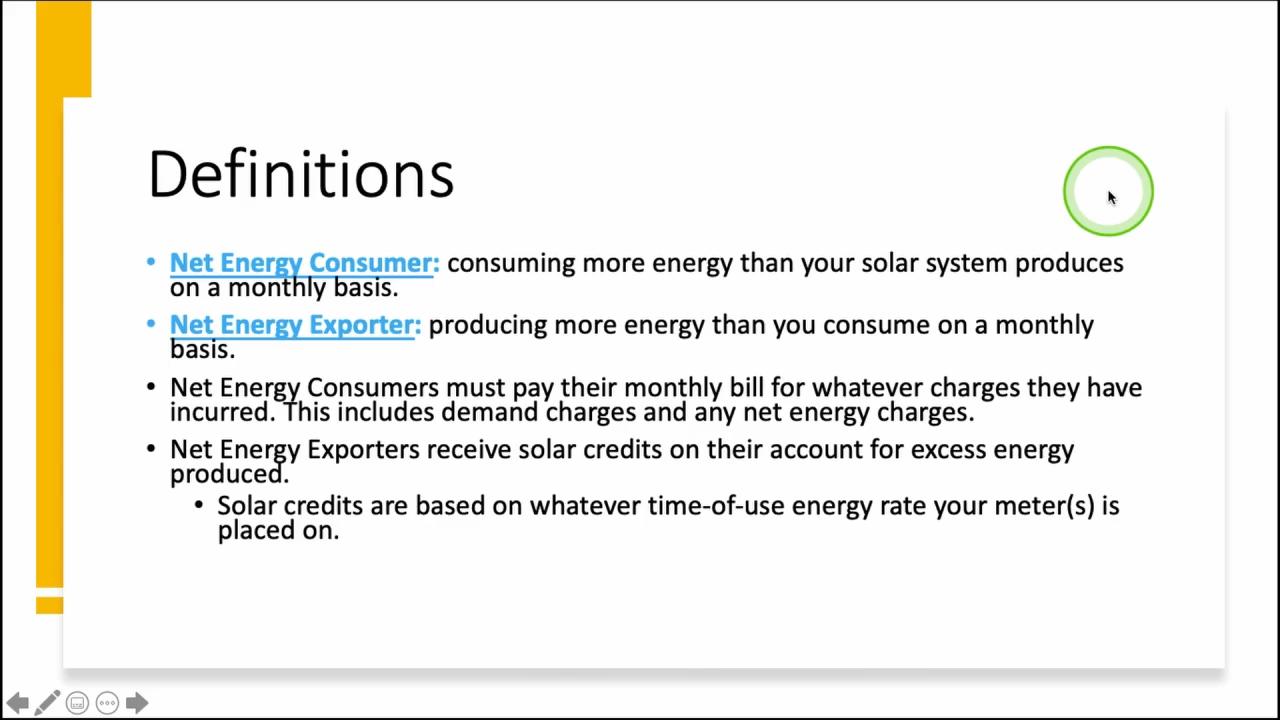 Definitions
• Net Energy Consumer: consuming more energy than your solar system produces
on a monthly basis.
• Net Energy Exporter: producing more energy than you consume on a monthly
basis.
• Net Energy Consumers must pay their monthly bill for whatever charges they have
incurred. This includes demand charges and any net energy charges.
• Net Energy Exporters receive solar credits on their account for excess energy
produced.
• Solar credits are based on whatever time-of-use energy rate your meter(s) is
placed on.